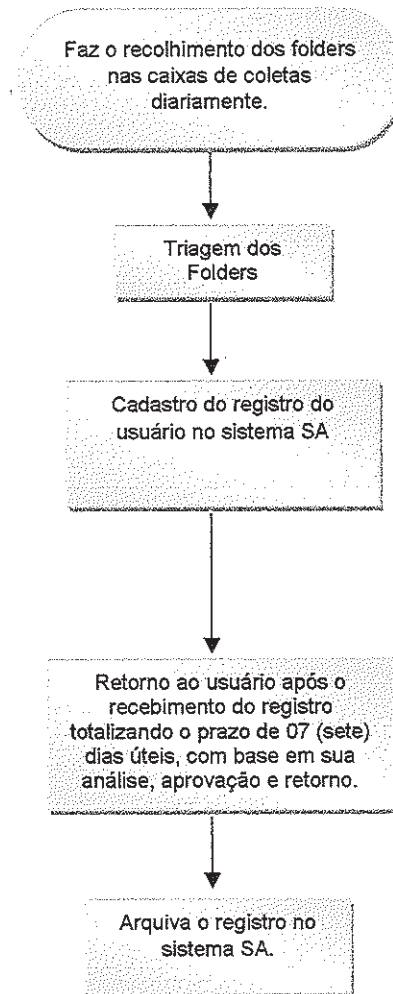 Faz o recolhimento dos folders
nas caixas de coletas
diariamente.
Triagem dos
Folders
Cadastro do registro do
usuário no sistema SA
Retorno ao usuário após o
recebimento do registro
totalizando o prazo de 07 (sete)
dias úteis, com base em sua
análise, aprovação e retorno.
Arquiva o registro no
sistema SA.